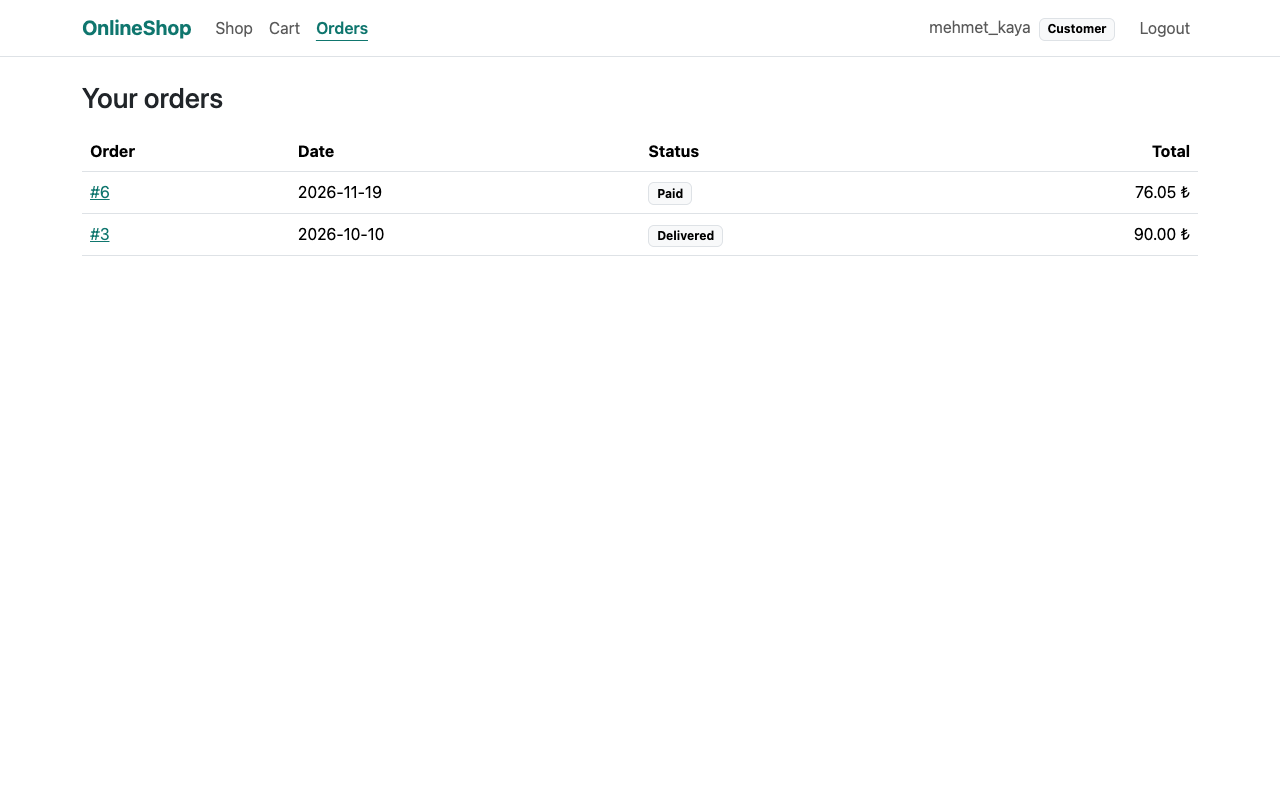 OnlineShop Shop Cart Orders mehmet_kaya Customer Logout
Your orders
Order Date Status Total
#6 2026-11-19 Paid 76.05 ₺
#3 2026-10-10 Delivered 90.00 ₺